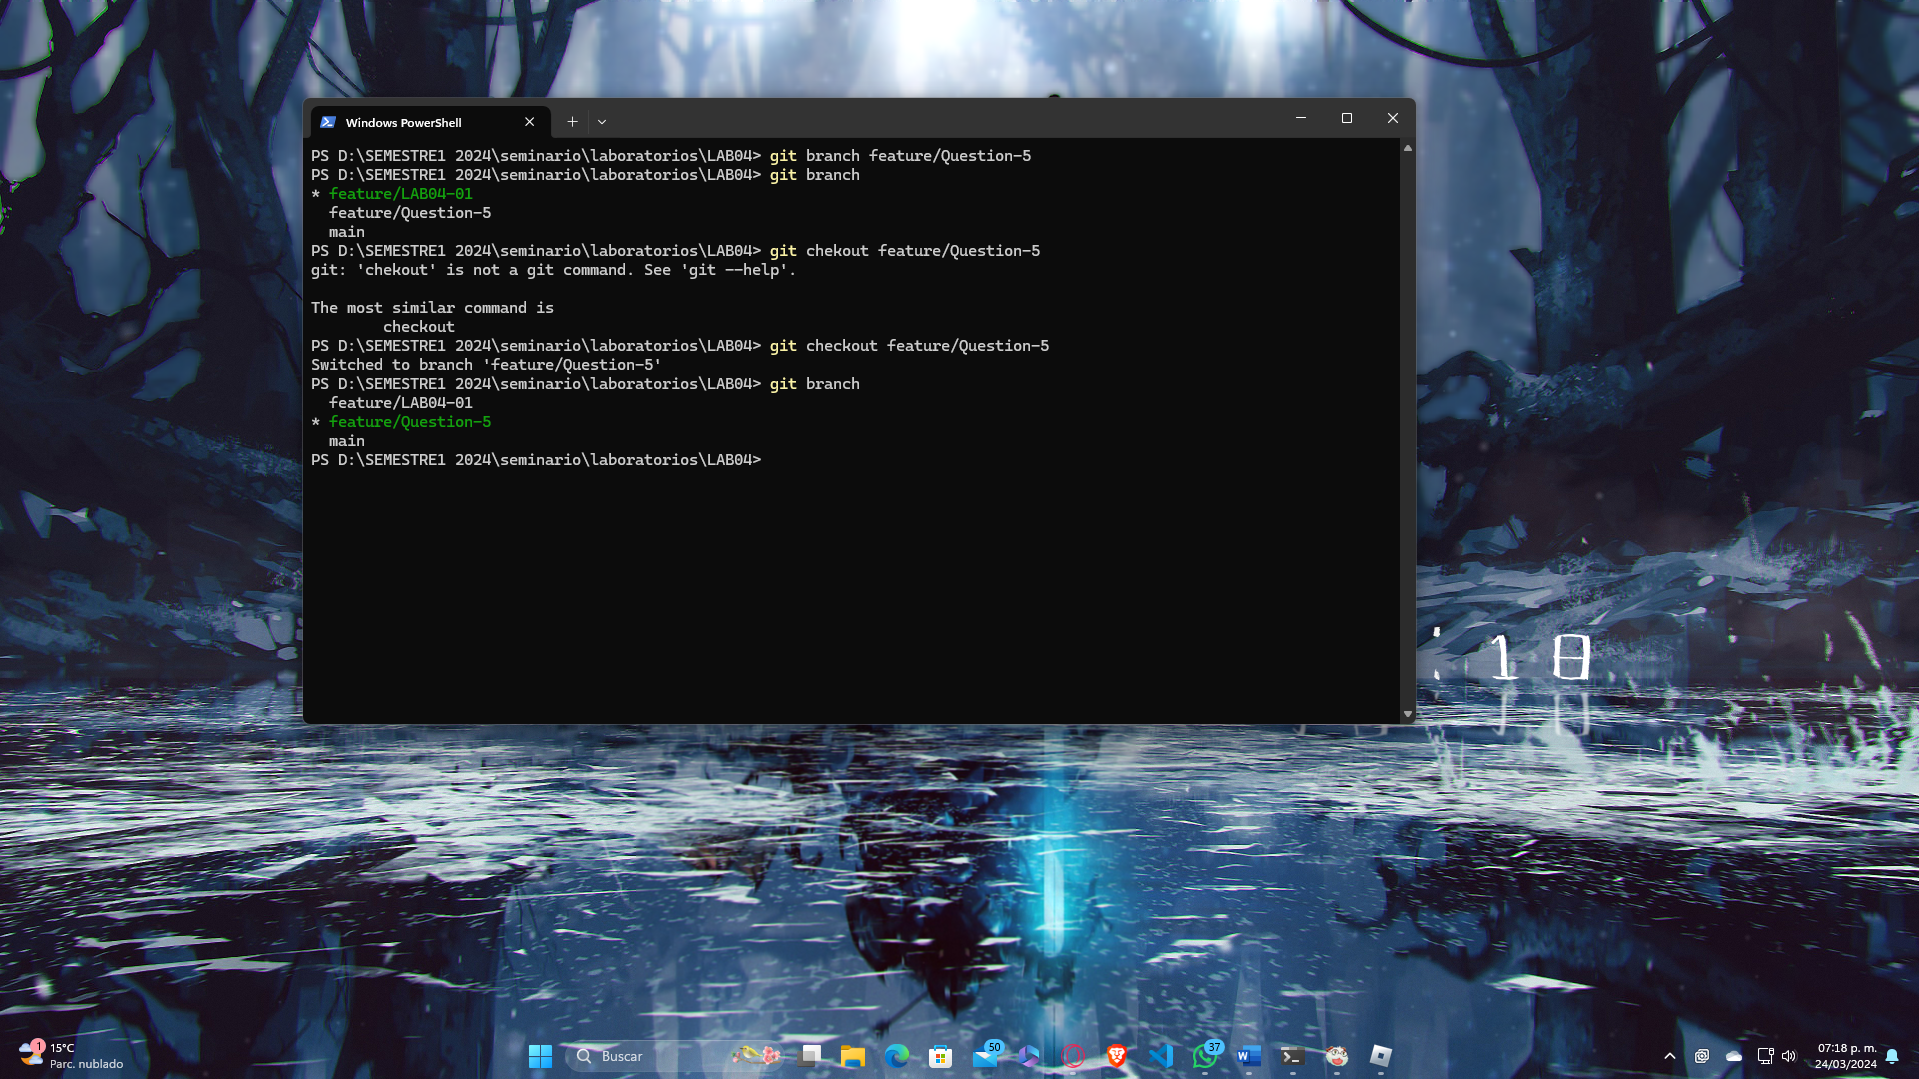 Windows PowerShell
PS D:\SEMESTRE1 2024\seminario\laboratorios\LAB04> git branch feature/Question-5
PS D:\SEMESTRE1 2024\seminario\laboratorios\LAB04> git branch
* feature/LAB04-01
  feature/Question-5
  main
PS D:\SEMESTRE1 2024\seminario\laboratorios\LAB04> git chekout feature/Question-5
git: 'chekout' is not a git command. See 'git --help'.
The most similar command is
        checkout
PS D:\SEMESTRE1 2024\seminario\laboratorios\LAB04> git checkout feature/Question-5
Switched to branch 'feature/Question-5'
PS D:\SEMESTRE1 2024\seminario\laboratorios\LAB04> git branch
  feature/LAB04-01
* feature/Question-5
  main
PS D:\SEMESTRE1 2024\seminario\laboratorios\LAB04>
: 18
1
15°C
Parc. nublado
Buscar
50
37
07:18 p. m.
24/03/2024